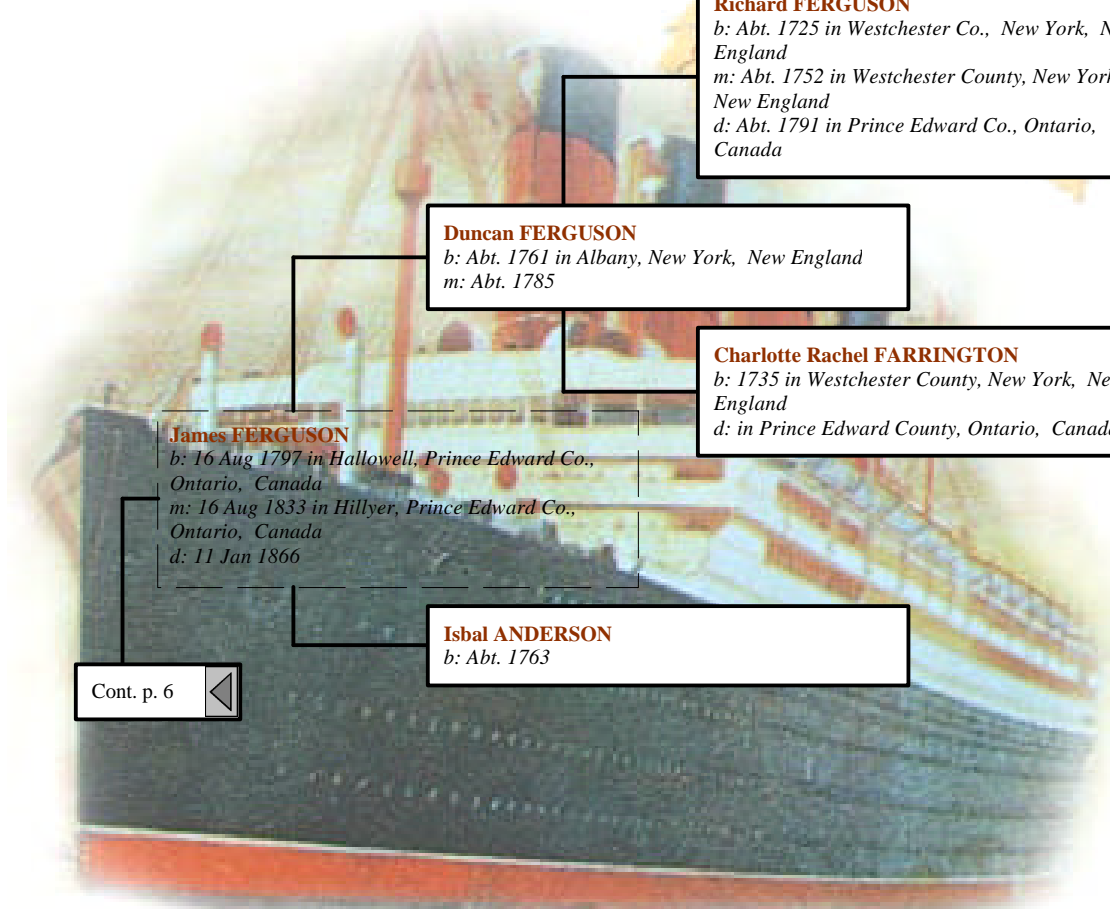 Richard FERGUSON
b: Abt. 1725 in Westchester Co., New York, N
England
m: Abt. 1752 in Westchester County, New York
New England
d: Abt. 1791 in Prince Edward Co., Ontario,
Canada
Duncan FERGUSON
b: Abt. 1761 in Albany, New York, New England
m: Abt. 1785
Charlotte Rachel FARRINGTON
b: 1735 in Westchester County, New York, Ne
England
d: in Prince Edward County, Ontario, Canada
James FERGUSON
b: 16 Aug 1797 in Hallowell, Prince Edward Co.,
Ontario, Canada
m: 16 Aug 1833 in Hillyer, Prince Edward Co.,
Ontario, Canada
d: 11 Jan 1866
Isbal ANDERSON
b: Abt. 1763
Cont. p. 6